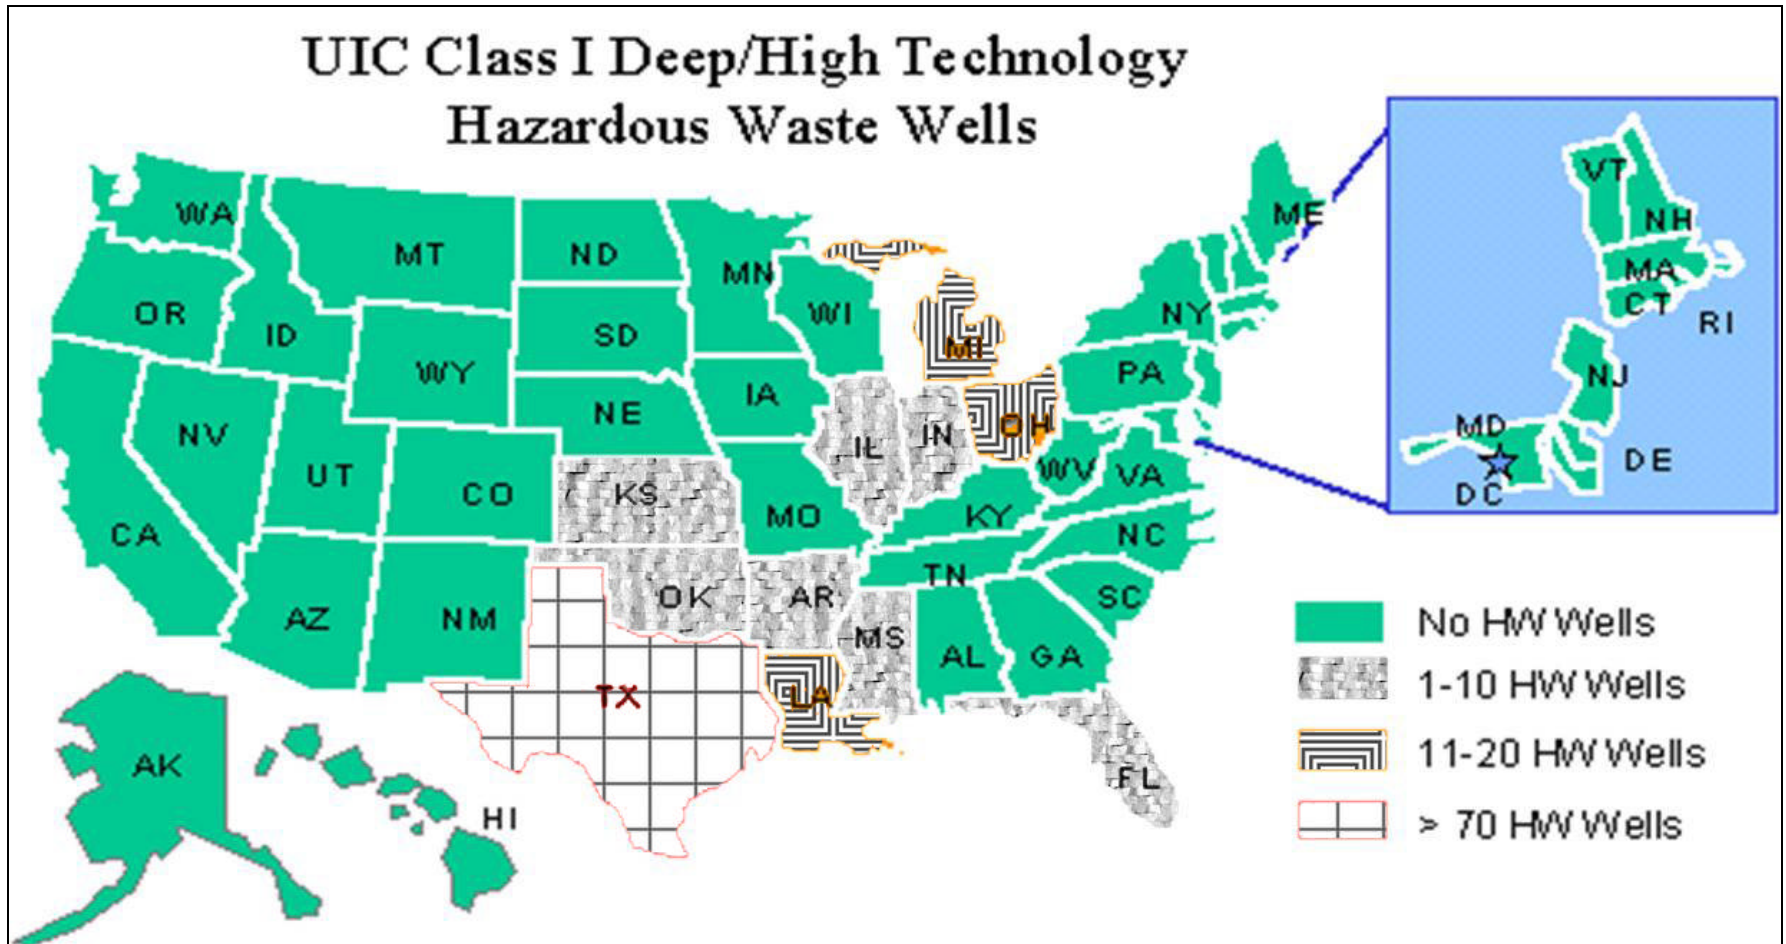 UIC Class I Deep/High Technology
Hazardous Waste Wells
WA
MT
ND
MN
ME
OR
ID
SD
WI
NY
WY
MI
PA
IA
NE
NV
OH
IL
IN
UT
CO
KS
WV
VA
CA
MO
KY
NC
AZ
NM
OK
AR
TN
SC
MS
AL
GA
TX
LA
FL
AK
HI
VT
NH
MA
CT
RI
NJ
MD
DE
DC
No HW Wells
1-10 HW Wells
11-20 HW Wells
> 70 HW Wells